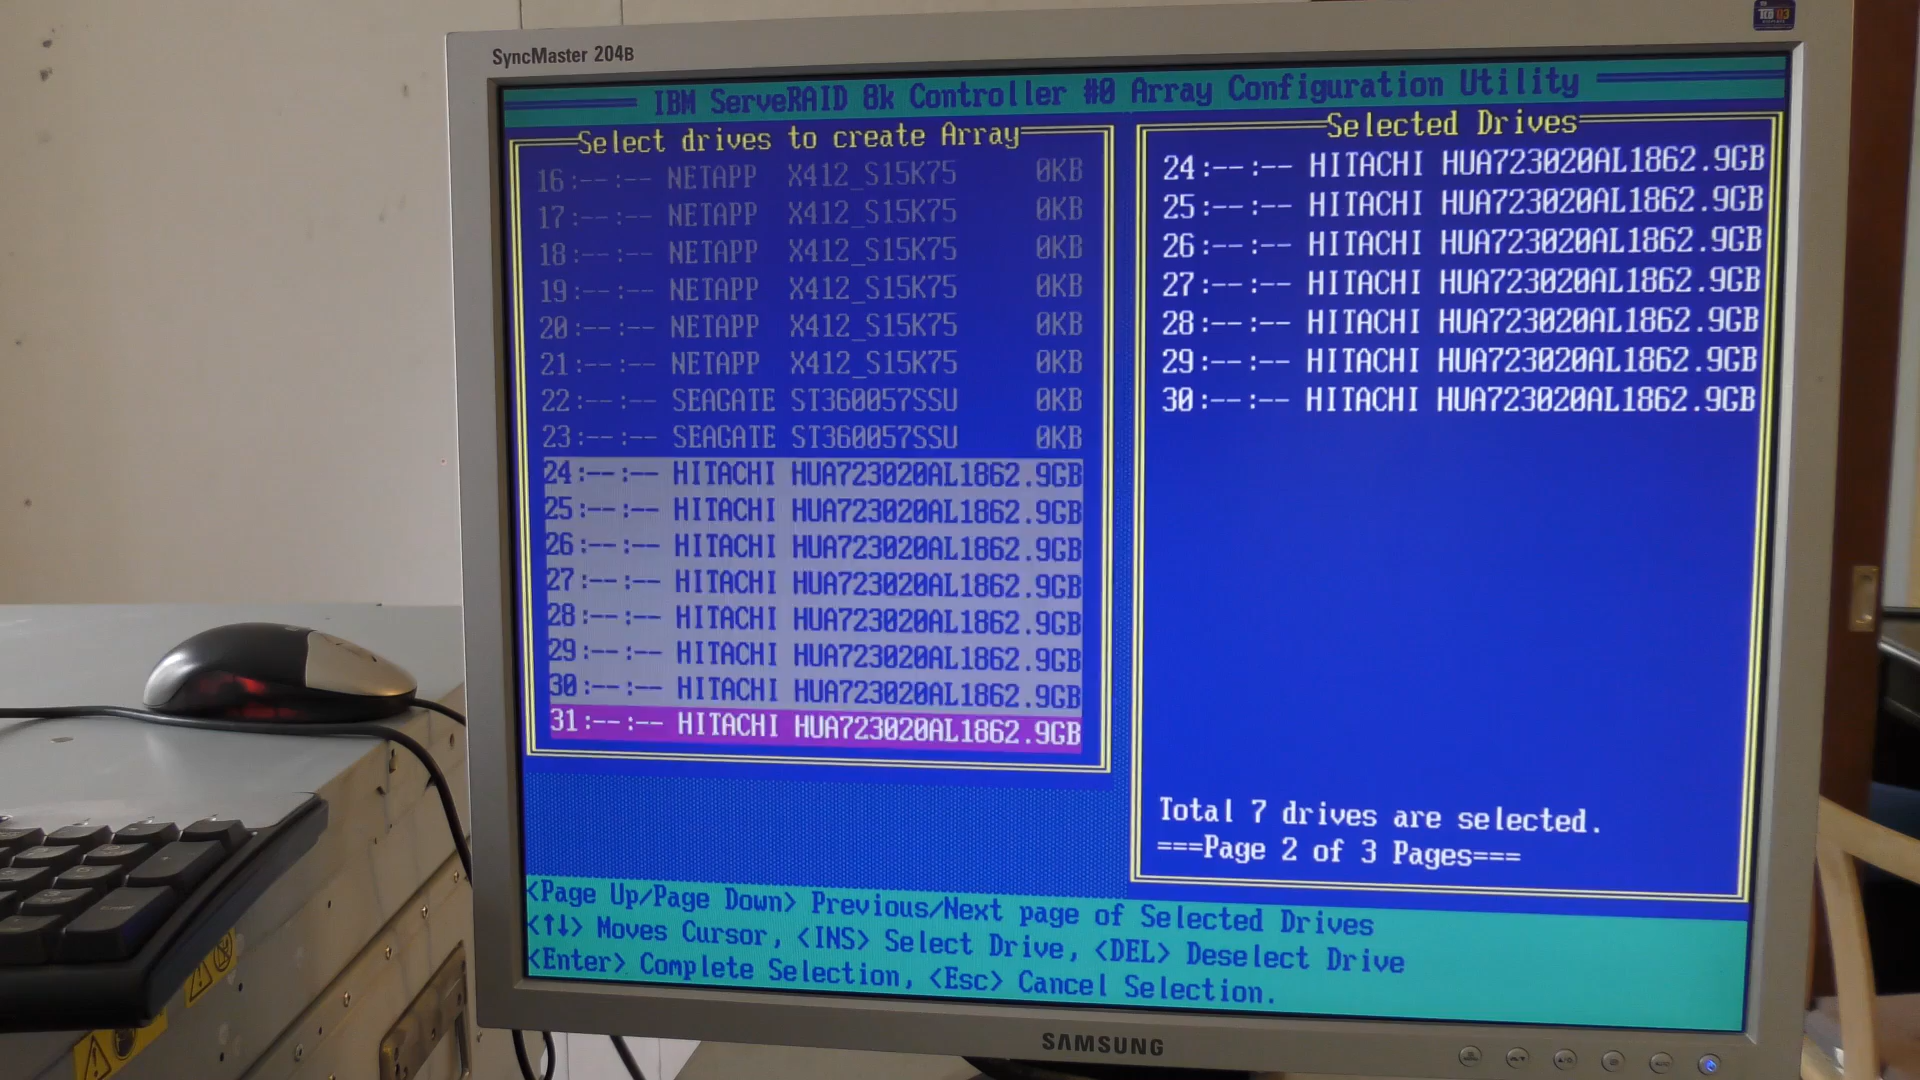 SyncMaster 204B
TCO 03
IBM ServeRAID 8k Controller #0 Array Configuration Utility
Select drives to create Array
16:--:-- NETAPP X412_S15K75 0KB
17:--:-- NETAPP X412_S15K75 0KB
18:--:-- NETAPP X412_S15K75 0KB
19:--:-- NETAPP X412_S15K75 0KB
20:--:-- NETAPP X412_S15K75 0KB
21:--:-- NETAPP X412_S15K75 0KB
22:--:-- SEAGATE ST360057SSU 0KB
23:--:-- SEAGATE ST360057SSU 0KB
24:--:-- HITACHI HUA723020AL1862.9GB
25:--:-- HITACHI HUA723020AL1862.9GB
26:--:-- HITACHI HUA723020AL1862.9GB
27:--:-- HITACHI HUA723020AL1862.9GB
28:--:-- HITACHI HUA723020AL1862.9GB
29:--:-- HITACHI HUA723020AL1862.9GB
30:--:-- HITACHI HUA723020AL1862.9GB
31:--:-- HITACHI HUA723020AL1862.9GB
Selected Drives
24:--:-- HITACHI HUA723020AL1862.9GB
25:--:-- HITACHI HUA723020AL1862.9GB
26:--:-- HITACHI HUA723020AL1862.9GB
27:--:-- HITACHI HUA723020AL1862.9GB
28:--:-- HITACHI HUA723020AL1862.9GB
29:--:-- HITACHI HUA723020AL1862.9GB
30:--:-- HITACHI HUA723020AL1862.9GB
Total 7 drives are selected.
===Page 2 of 3 Pages===
<Page Up/Page Down> Previous/Next page of Selected Drives
<↑↓> Moves Cursor, <INS> Select Drive, <DEL> Deselect Drive
<Enter> Complete Selection, <Esc> Cancel Selection.
SAMSUNG